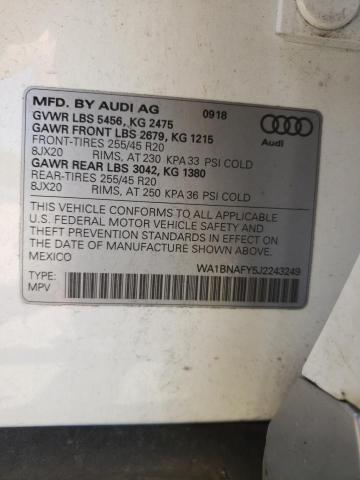 MFD. BY AUDI AG 0918
GVWR LBS 5456, KG 2475
GAWR FRONT LBS 2679, KG 1215
FRONT-TIRES 255/45 R20
8JX20 RIMS, AT 230 KPA 33 PSI COLD
GAWR REAR LBS 3042, KG 1380
REAR-TIRES 255/45 R20
8JX20 RIMS, AT 250 KPA 36 PSI COLD
Audi
THIS VEHICLE CONFORMS TO ALL APPLICABLE
U.S. FEDERAL MOTOR VEHICLE SAFETY AND
THEFT PREVENTION STANDARDS IN EFFECT ON
THE DATE OF MANUFACTURE SHOWN ABOVE.
MEXICO
WA1BNAFY5J2243249
TYPE:
MPV